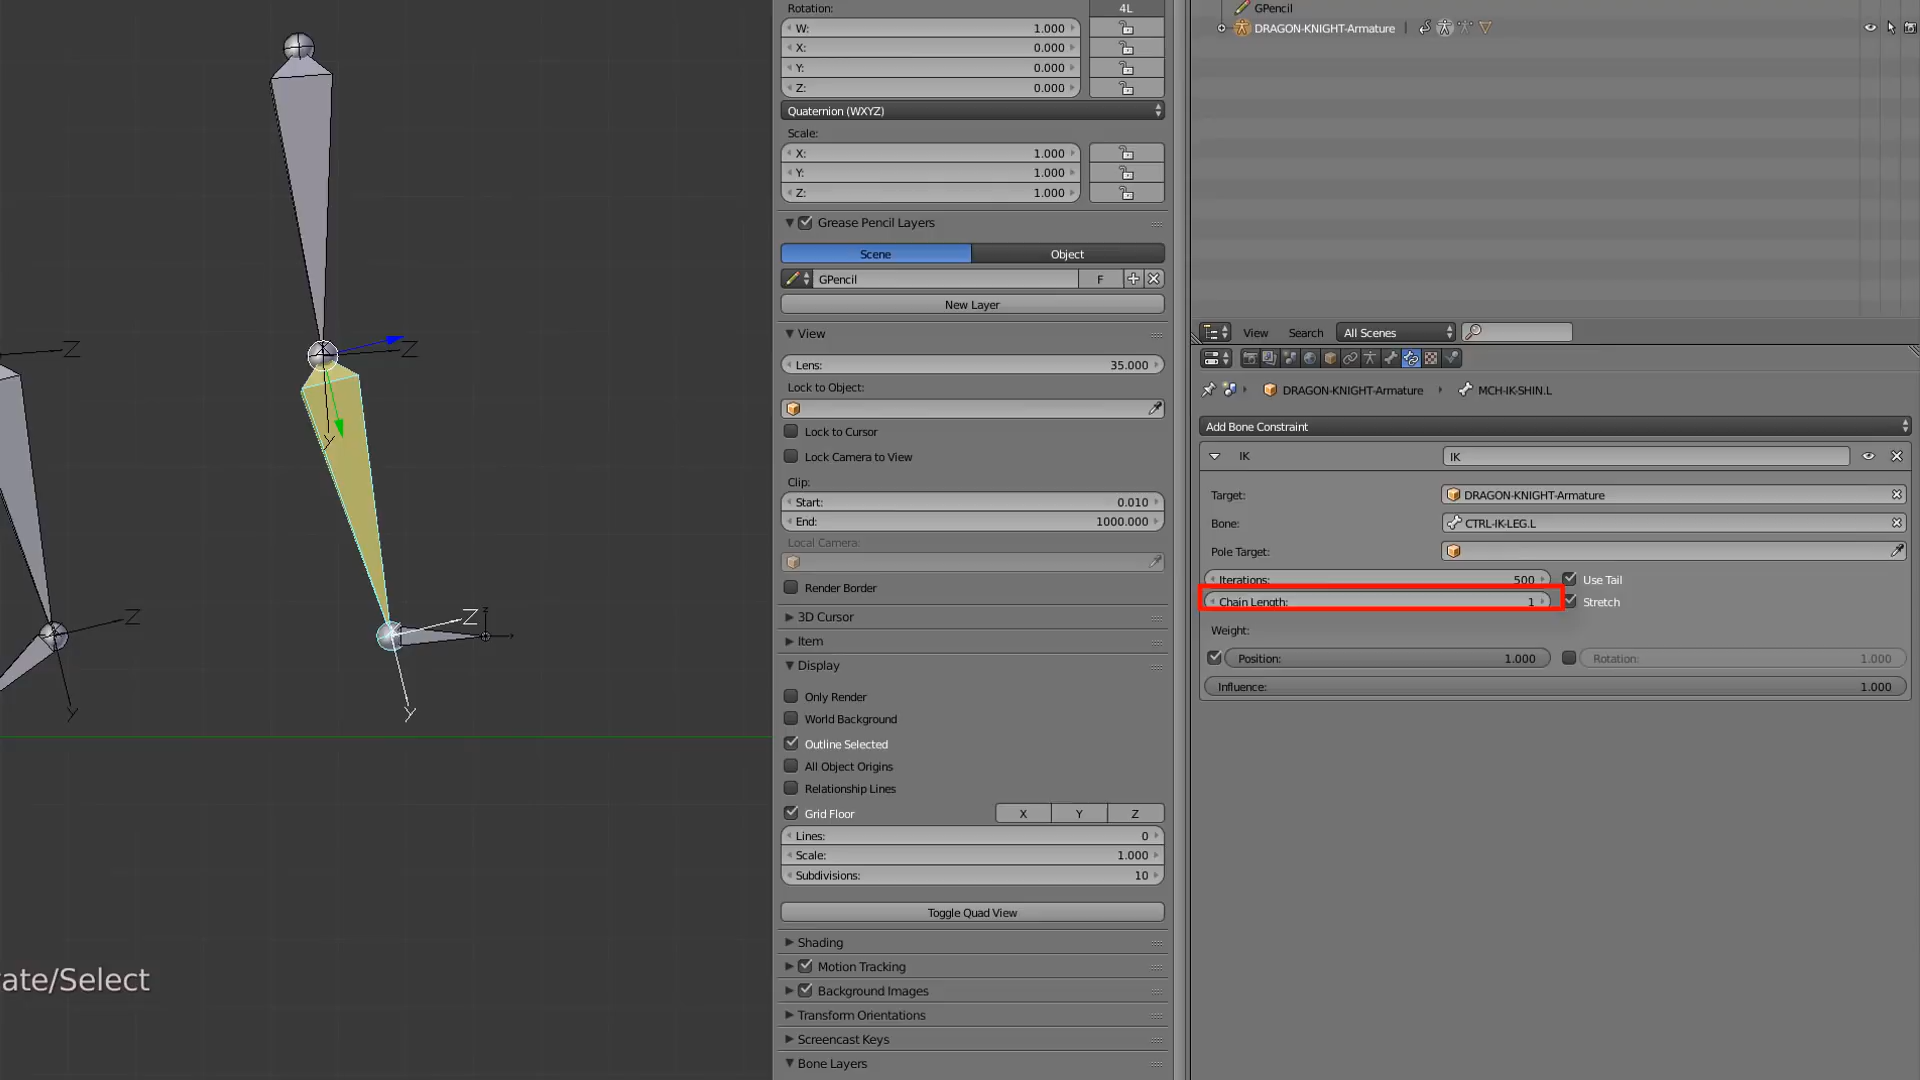 Z
Z
Y
Z
Y
Z
Y
ate/Select
Rotation:
4L
W: 1.000
X: 0.000
Y: 0.000
Z: 0.000
Quaternion (WXYZ)
Scale:
X: 1.000
Y: 1.000
Z: 1.000
Grease Pencil Layers
Scene Object
GPencil F
New Layer
View
Lens: 35.000
Lock to Object:
Lock to Cursor
Lock Camera to View
Clip:
Start: 0.010
End: 1000.000
Local Camera:
Render Border
3D Cursor
Item
Display
Only Render
World Background
Outline Selected
All Object Origins
Relationship Lines
Grid Floor X Y Z
Lines: 0
Scale: 1.000
Subdivisions: 10
Toggle Quad View
Shading
Motion Tracking
Background Images
Transform Orientations
Screencast Keys
Bone Layers
GPencil
DRAGON-KNIGHT-Armature
View Search All Scenes
DRAGON-KNIGHT-Armature MCH-IK-SHIN.L
Add Bone Constraint
IK IK
Target: DRAGON-KNIGHT-Armature
Bone: CTRL-IK-LEG.L
Pole Target:
Iterations: 500 Use Tail
Chain Length: 1 Stretch
Weight:
Position: 1.000 Rotation: 1.000
Influence: 1.000